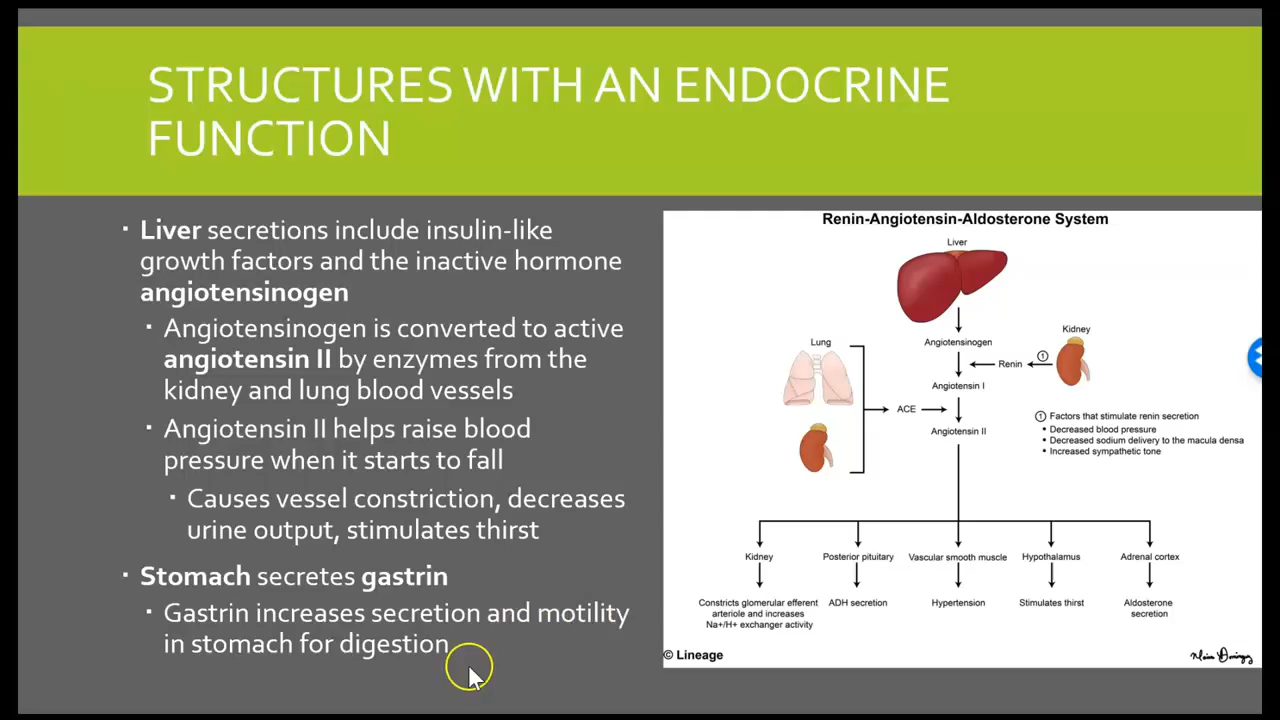 STRUCTURES WITH AN ENDOCRINE
FUNCTION
▪ Liver secretions include insulin-like
growth factors and the inactive hormone
angiotensinogen
▪ Angiotensinogen is converted to active
angiotensin II by enzymes from the
kidney and lung blood vessels
▪ Angiotensin II helps raise blood
pressure when it starts to fall
▪ Causes vessel constriction, decreases
urine output, stimulates thirst
▪ Stomach secretes gastrin
▪ Gastrin increases secretion and motility
in stomach for digestion
Renin-Angiotensin-Aldosterone System
Liver
Lung
Angiotensinogen
Kidney
Renin
1
Angiotensin I
ACE
Angiotensin II
1 Factors that stimulate renin secretion
• Decreased blood pressure
• Decreased sodium delivery to the macula densa
• Increased sympathetic tone
Kidney
Posterior pituitary
Vascular smooth muscle
Hypothalamus
Adrenal cortex
Constricts glomerular efferent
arteriole and increases
Na+/H+ exchanger activity
ADH secretion
Hypertension
Stimulates thirst
Aldosterone
secretion
© Lineage